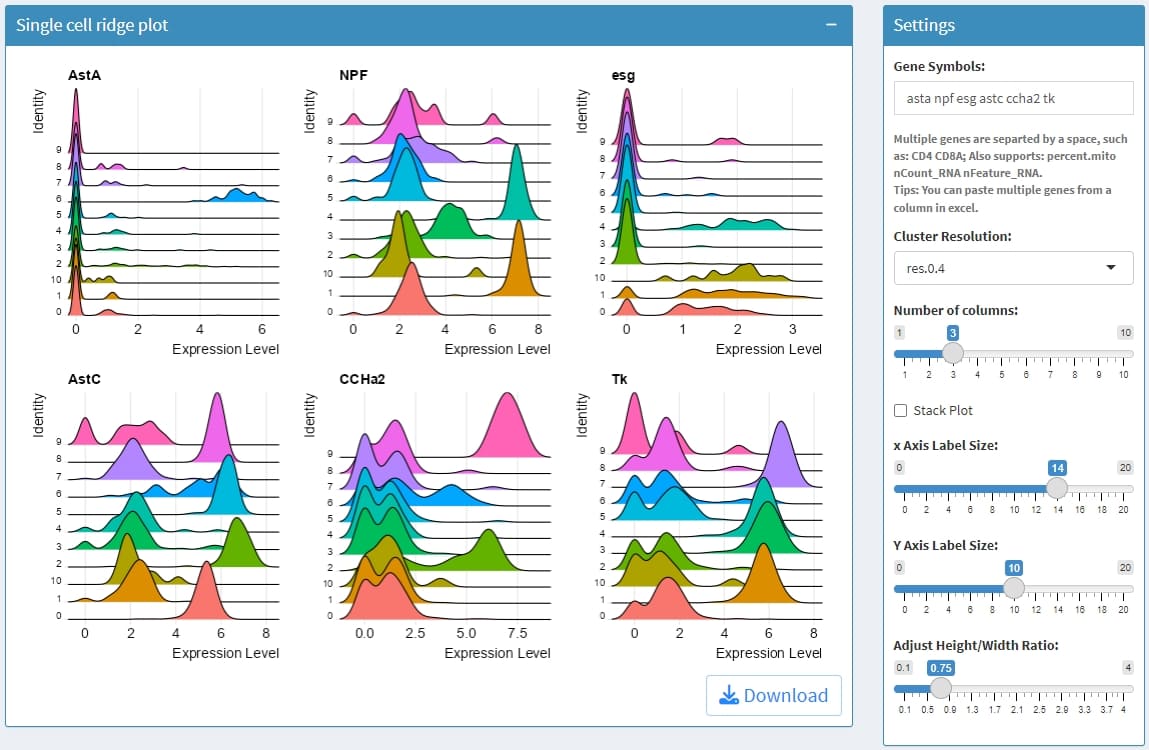 Single cell ridge plot
−
AstA
Identity
9
8
7
6
5
4
3
2
10
1
0
0 2 4 6
Expression Level
NPF
Identity
9
8
7
6
5
4
3
2
10
1
0
0 2 4 6 8
Expression Level
esg
Identity
9
8
7
6
5
4
3
2
10
1
0
0 1 2 3
Expression Level
AstC
Identity
9
8
7
6
5
4
3
2
10
1
0
0 2 4 6 8
Expression Level
CCHa2
Identity
9
8
7
6
5
4
3
2
10
1
0
0.0 2.5 5.0 7.5
Expression Level
Tk
Identity
9
8
7
6
5
4
3
2
10
1
0
0 2 4 6 8
Expression Level
Download
Settings
Gene Symbols:
asta npf esg astc ccha2 tk
Multiple genes are separted by a space, such
as: CD4 CD8A; Also supports: percent.mito
nCount_RNA nFeature_RNA.
Tips: You can paste multiple genes from a
column in excel.
Cluster Resolution:
res.0.4
Number of columns:
1 3 10
1 2 3 4 5 6 7 8 9 10
Stack Plot
x Axis Label Size:
0 14 20
0 2 4 6 8 10 12 14 16 18 20
Y Axis Label Size:
0 10 20
0 2 4 6 8 10 12 14 16 18 20
Adjust Height/Width Ratio:
0.1 0.75 4
0.1 0.5 0.9 1.3 1.7 2.1 2.5 2.9 3.3 3.7 4